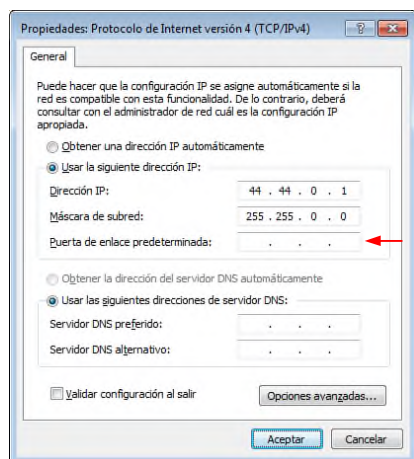 Propiedades: Protocolo de Internet versión 4 (TCP/IPv4)
General
Puede hacer que la configuración IP se asigne automáticamente si la
red es compatible con esta funcionalidad. De lo contrario, deberá
consultar con el administrador de red cuál es la configuración IP
apropiada.
Obtener una dirección IP automáticamente
Usar la siguiente dirección IP:
Dirección IP: 44 . 44 . 0 . 1
Máscara de subred: 255 . 255 . 0 . 0
Puerta de enlace predeterminada: . . .
Obtener la dirección del servidor DNS automáticamente
Usar las siguientes direcciones de servidor DNS:
Servidor DNS preferido: . . .
Servidor DNS alternativo: . . .
Validar configuración al salir
Opciones avanzadas...
Aceptar Cancelar